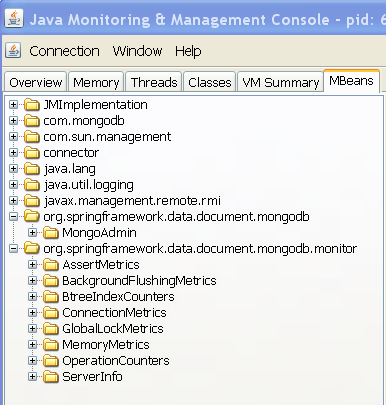 Java Monitoring & Management Console - pid: 6
Connection Window Help
Overview Memory Threads Classes VM Summary MBeans
JMImplementation
com.mongodb
com.sun.management
connector
java.lang
java.util.logging
javax.management.remote.rmi
org.springframework.data.document.mongodb
MongoAdmin
org.springframework.data.document.mongodb.monitor
AssertMetrics
BackgroundFlushingMetrics
BtreeIndexCounters
ConnectionMetrics
GlobalLockMetrics
MemoryMetrics
OperationCounters
ServerInfo